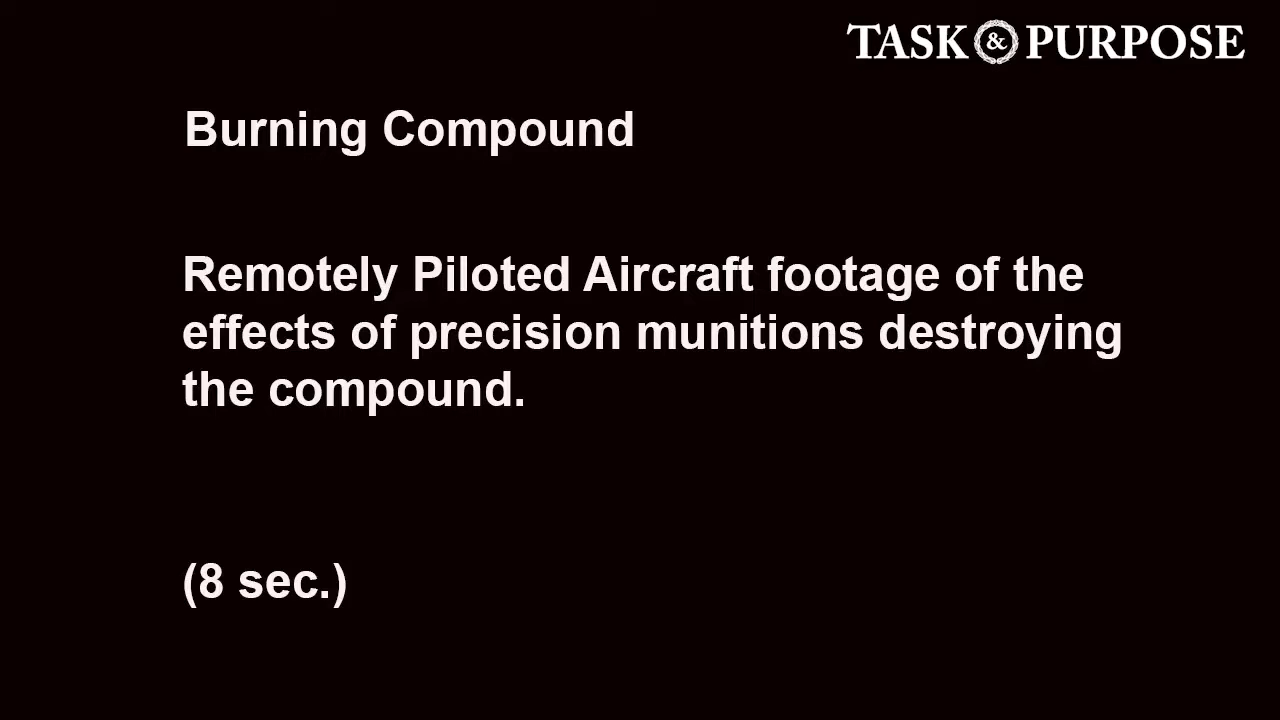 TASK & PURPOSE
Burning Compound
Remotely Piloted Aircraft footage of the
effects of precision munitions destroying
the compound.
(8 sec.)